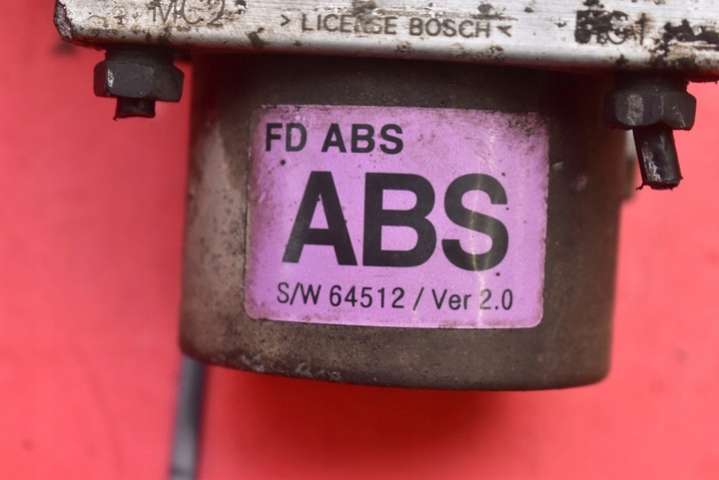 MC2
> LICENSE BOSCH <
FD ABS
ABS
S/W 64512 / Ver 2.0